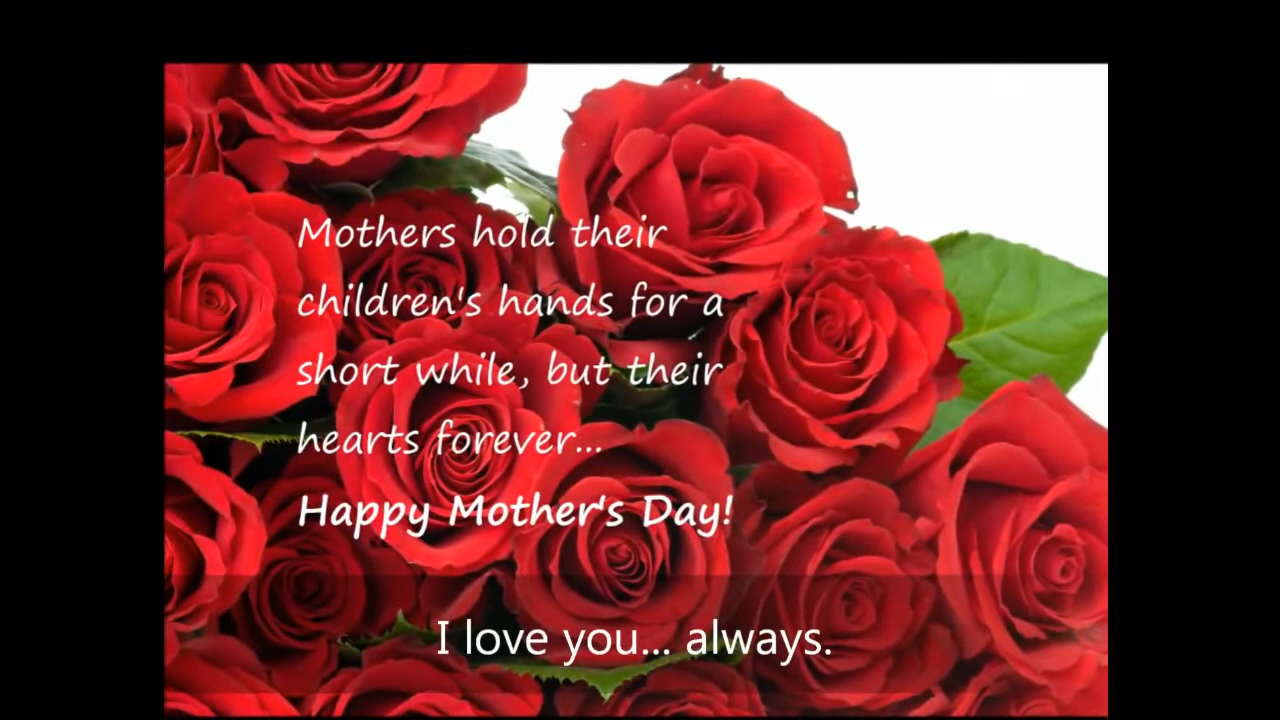 Mothers hold their
children's hands for a
short while, but their
hearts forever...
Happy Mother's Day!
I love you... always.